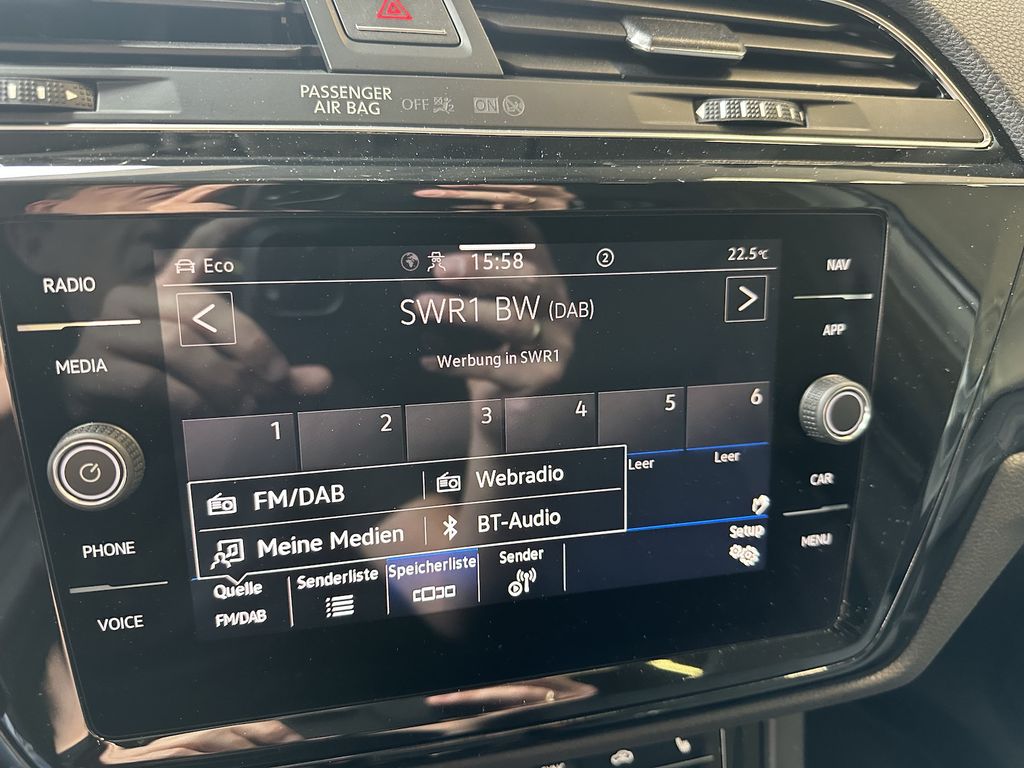 PASSENGER
AIR BAG OFF ON
RADIO
MEDIA
PHONE
VOICE
Eco 15:58 2 22.5°C
SWR1 BW (DAB)
Werbung in SWR1
1 2 3 4 5 6
Leer Leer
FM/DAB Webradio
Meine Medien BT-Audio
Quelle Senderliste Speicherliste Sender Setup
FM/DAB
NAV
APP
CAR
MENU